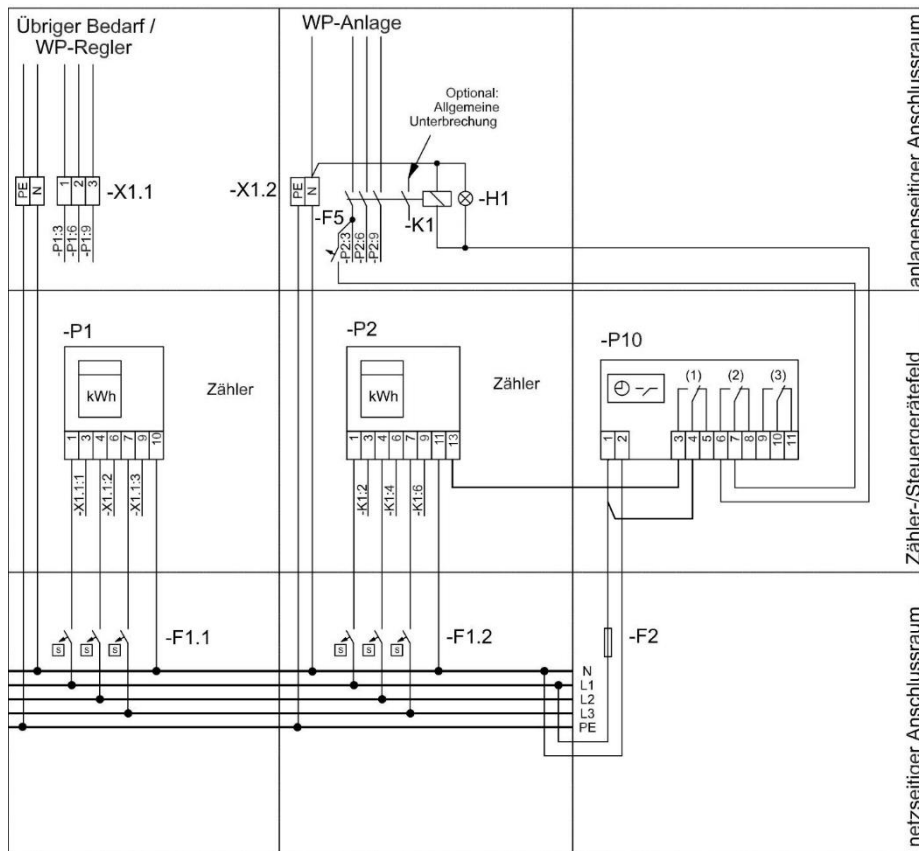 Übriger Bedarf /
WP-Regler
WP-Anlage
Optional:
Allgemeine
Unterbrechung
anlagenseitiger Anschlussraum
PE
N
1
2
3
-X1.1
-P1:3
-P1:6
-P1:9
-X1.2
PE
N
-F5
-P2:3
-P2:6
-P2:9
-K1
-H1
-P1
kWh
Zähler
1
3
4
6
7
9
10
-X1.1:1
-X1.1:2
-X1.1:3
-P2
kWh
Zähler
1
3
4
6
7
9
11
13
-K1:2
-K1:4
-K1:6
-P10
(1)
(2)
(3)
1
2
3
4
5
6
7
8
9
10
11
Zähler-/Steuergerätefeld
S
S
S
-F1.1
S
S
S
-F1.2
-F2
N
L1
L2
L3
PE
netzseitiger Anschlussraum